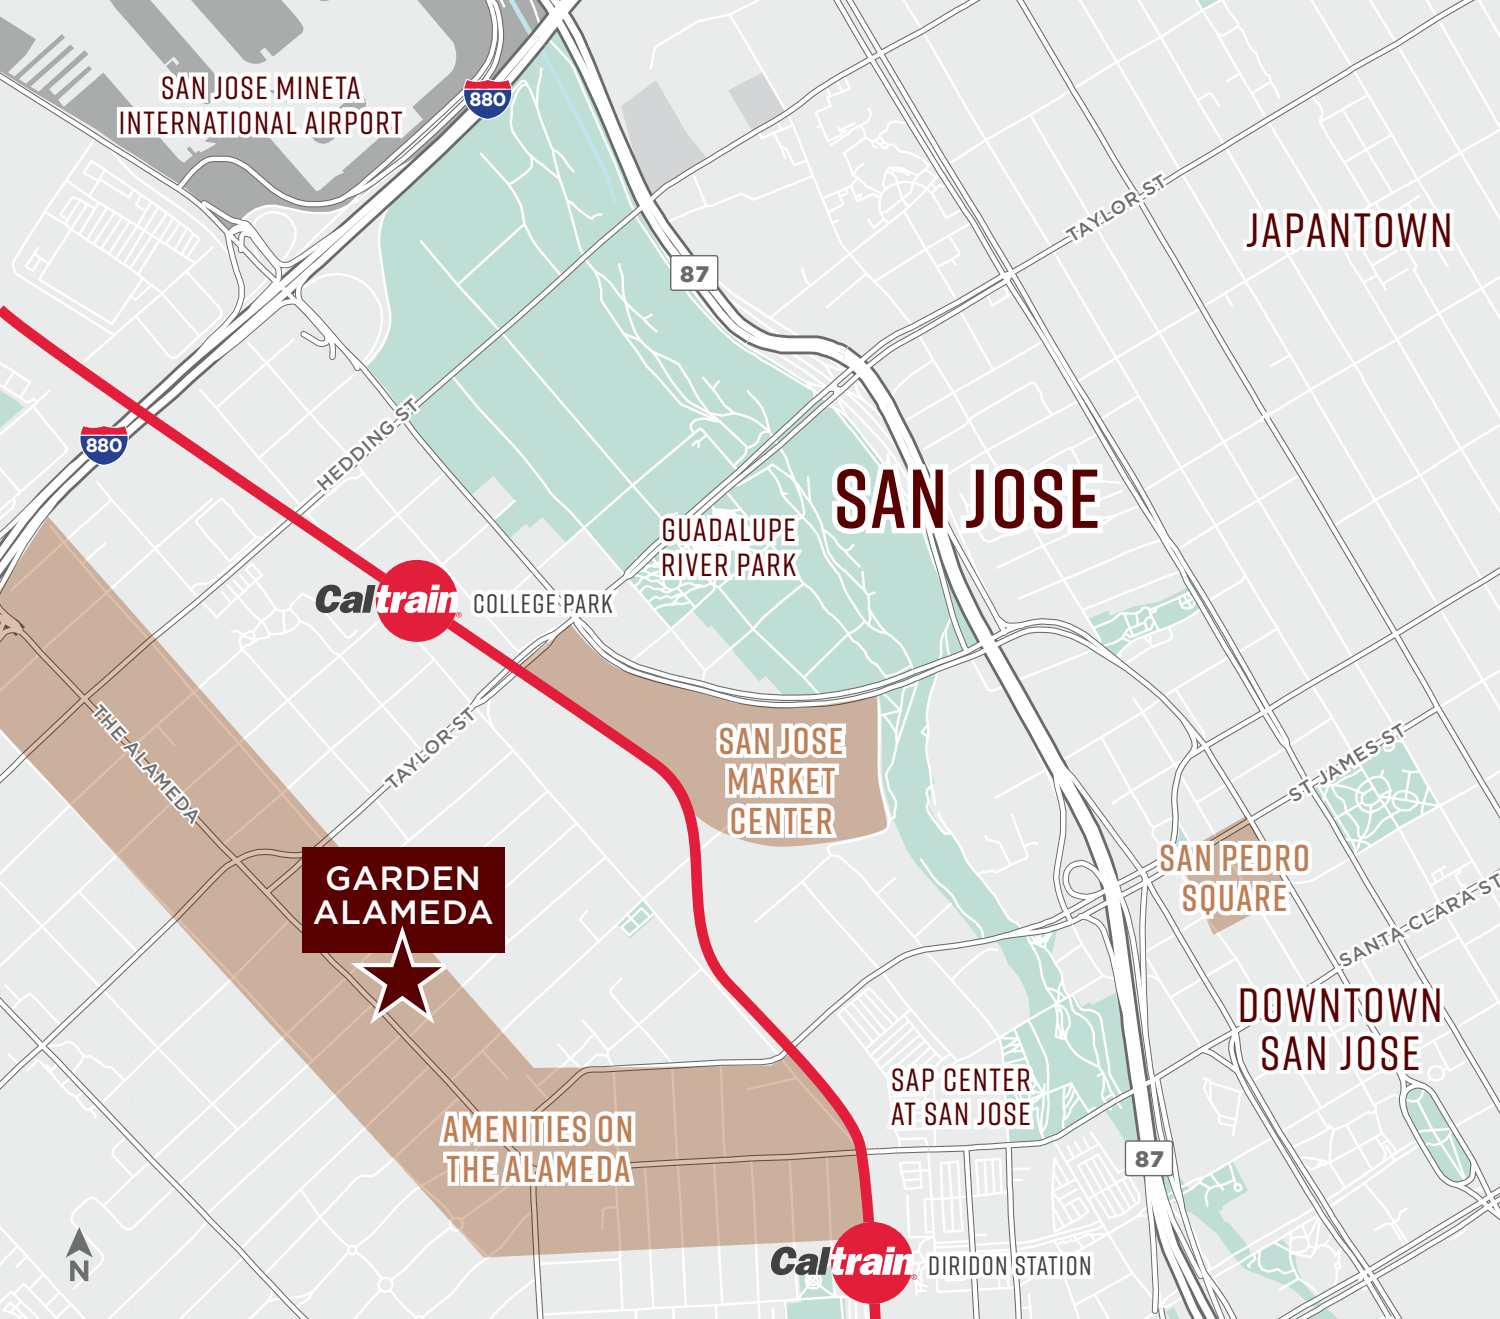 SAN JOSE MINETA
INTERNATIONAL AIRPORT
880
TAYLOR ST
JAPANTOWN
87
HEDDING ST
880
SAN JOSE
GUADALUPE
RIVER PARK
Caltrain
COLLEGE PARK
THE ALAMEDA
TAYLOR ST
SAN JOSE
MARKET
CENTER
ST JAMES ST
SAN PEDRO
SQUARE
GARDEN
ALAMEDA
SANTA CLARA ST
DOWNTOWN
SAN JOSE
SAP CENTER
AT SAN JOSE
AMENITIES ON
THE ALAMEDA
87
Caltrain
DIRIDON STATION
N